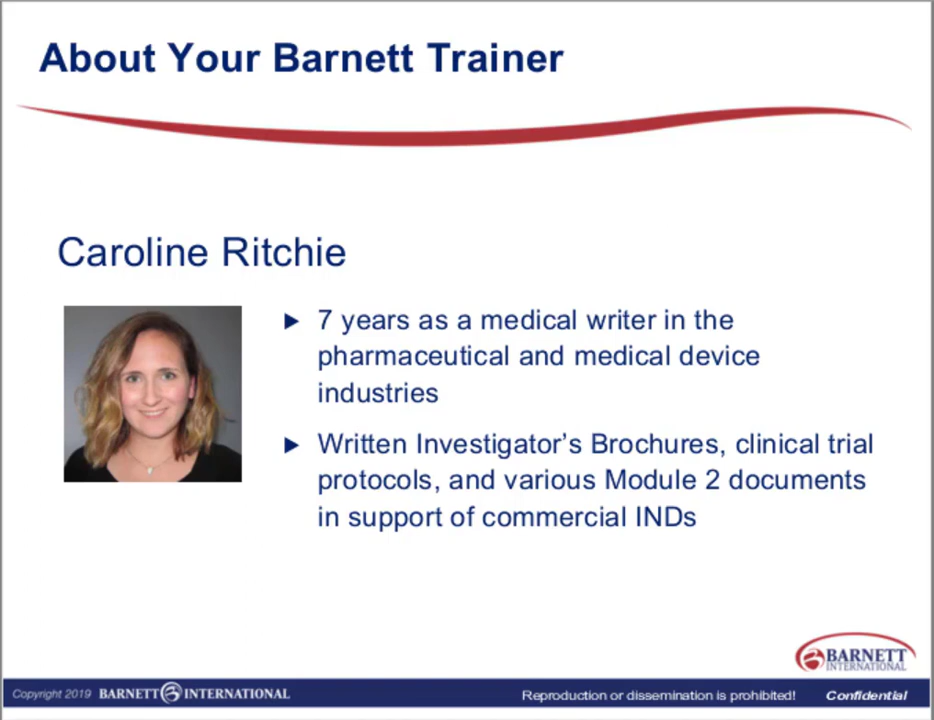 About Your Barnett Trainer
Caroline Ritchie
7 years as a medical writer in the
pharmaceutical and medical device
industries
Written Investigator’s Brochures, clinical trial
protocols, and various Module 2 documents
in support of commercial INDs
BARNETT
INTERNATIONAL
Copyright 2019 BARNETT INTERNATIONAL Reproduction or dissemination is prohibited! Confidential